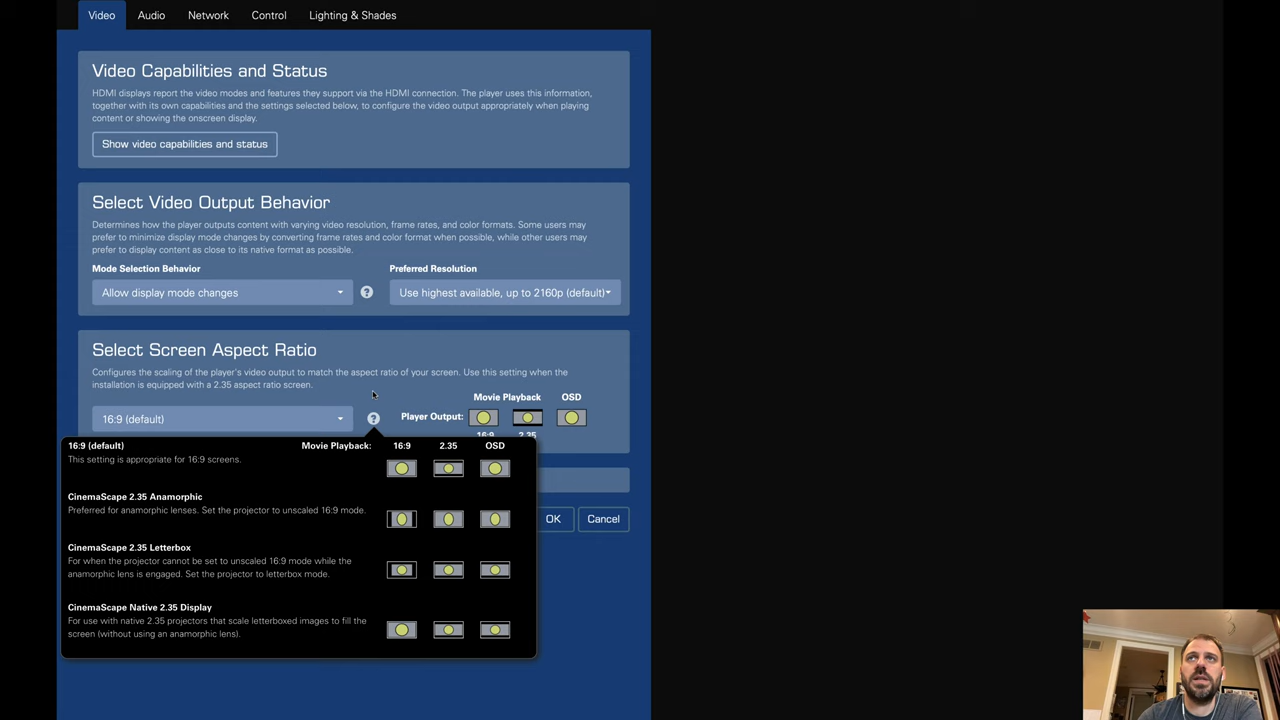 Video Audio Network Control Lighting & Shades
Video Capabilities and Status
HDMI displays report the video modes and features they support via the HDMI connection. The player uses this information,
together with its own capabilities and the settings selected below, to configure the video output appropriately when playing
content or showing the onscreen display.
Show video capabilities and status
Select Video Output Behavior
Determines how the player outputs content with varying video resolution, frame rates, and color formats. Some users may
prefer to minimize display mode changes by converting frame rates and color format when possible, while other users may
prefer to display content as close to its native format as possible.
Mode Selection Behavior Preferred Resolution
Allow display mode changes ? Use highest available, up to 2160p (default)
Select Screen Aspect Ratio
Configures the scaling of the player's video output to match the aspect ratio of your screen. Use this setting when the
installation is equipped with a 2.35 aspect ratio screen.
Movie Playback OSD
16:9 (default) ? Player Output:
16:9 2.35
16:9 (default) Movie Playback: 16:9 2.35 OSD
This setting is appropriate for 16:9 screens.
CinemaScape 2.35 Anamorphic
Preferred for anamorphic lenses. Set the projector to unscaled 16:9 mode.
CinemaScape 2.35 Letterbox
For when the projector cannot be set to unscaled 16:9 mode while the
anamorphic lens is engaged. Set the projector to letterbox mode.
CinemaScape Native 2.35 Display
For use with native 2.35 projectors that scale letterboxed images to fill the
screen (without using an anamorphic lens).
OK Cancel